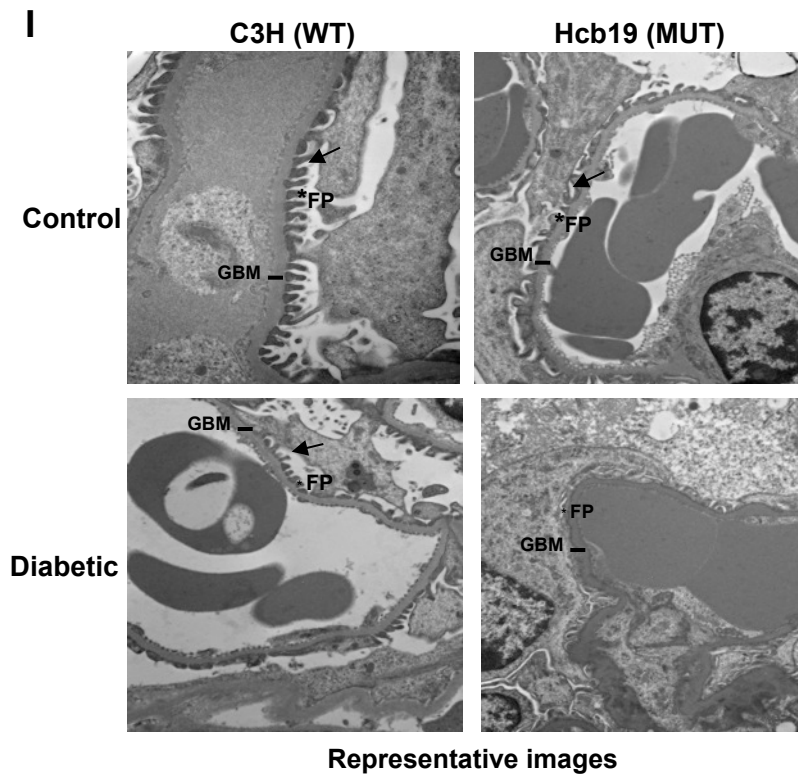 I
C3H (WT)
Hcb19 (MUT)
Control
*FP
GBM
*FP
GBM
Diabetic
GBM
*FP
*FP
GBM
Representative images